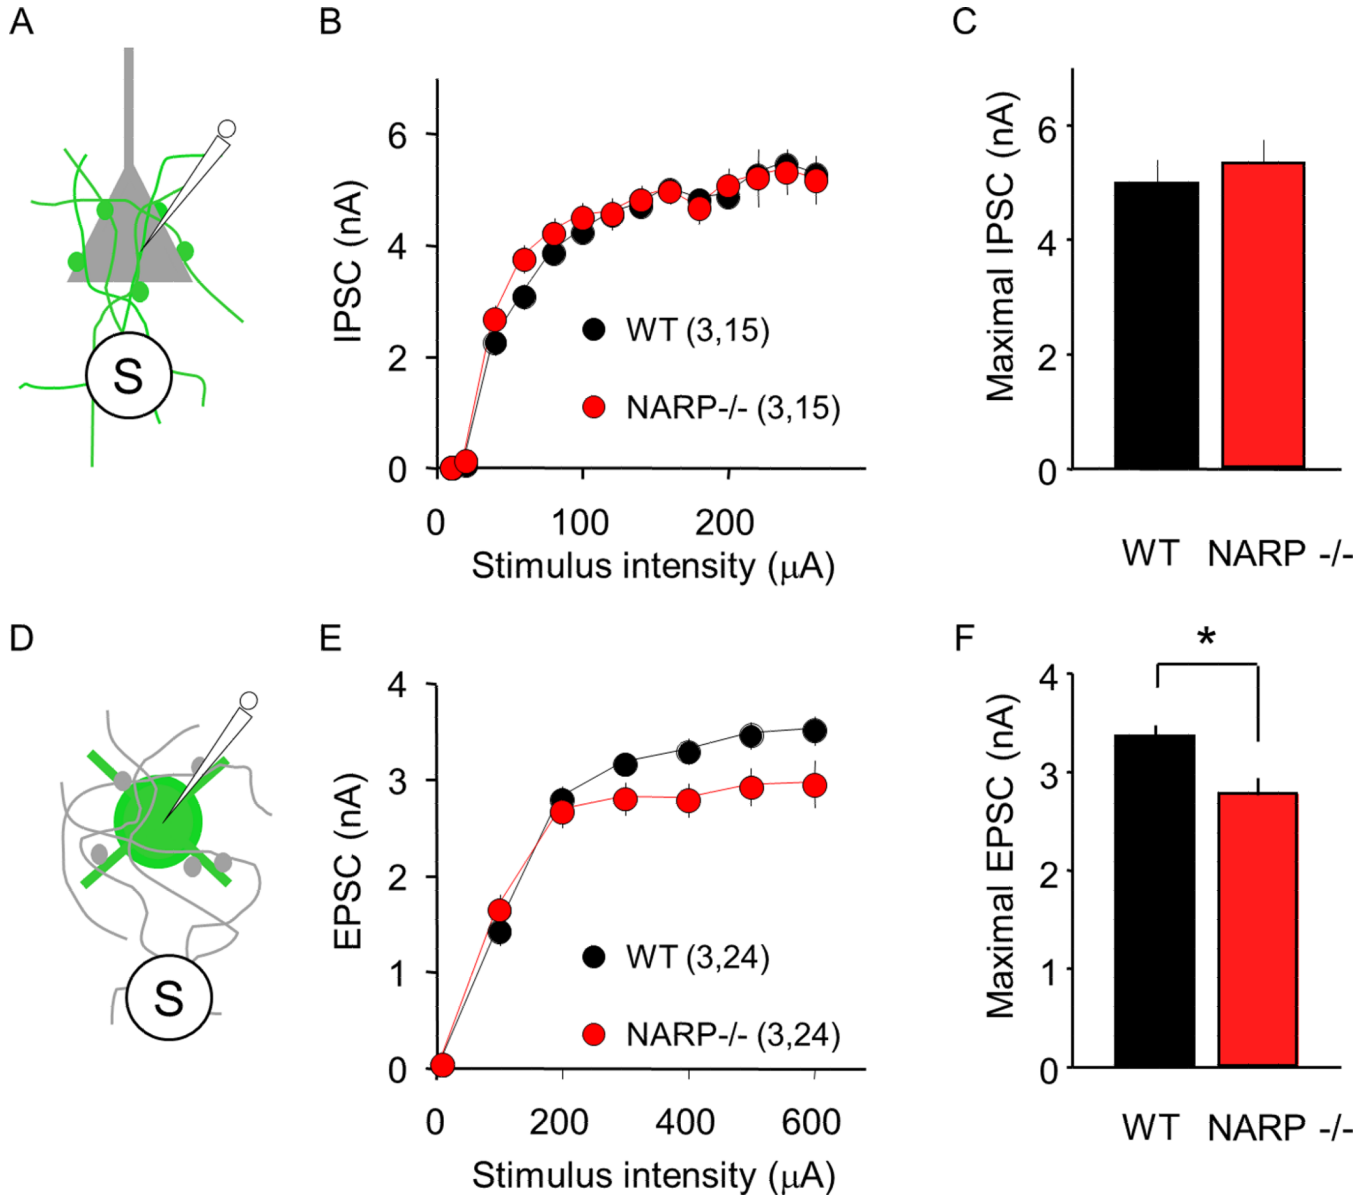 A
S
B
IPSC (nA)
6
4
2
0
WT (3,15)
NARP-/- (3,15)
0 100 200
Stimulus intensity (μA)
C
Maximal IPSC (nA)
6
4
2
0
WT NARP -/-
D
S
E
EPSC (nA)
4
3
2
1
0
WT (3,24)
NARP-/- (3,24)
0 200 400 600
Stimulus intensity (μA)
F
*
Maximal EPSC (nA)
4
3
2
1
0
WT NARP -/-